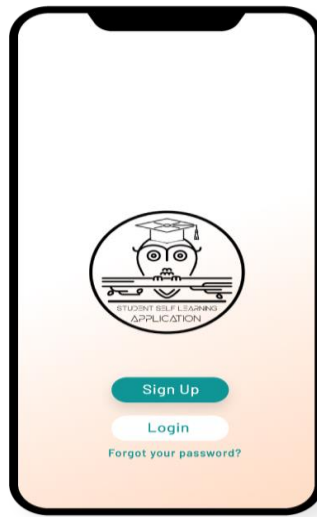 STUDENT SELF LEARNING
APPLICATION
Sign Up
Login
Forgot your password?